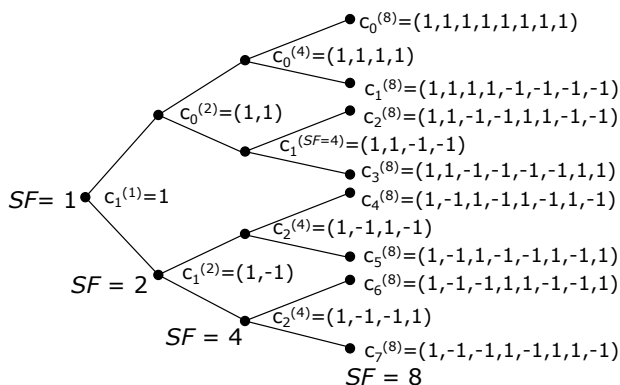 c₀⁽⁸⁾=(1,1,1,1,1,1,1,1)
c₀⁽⁴⁾=(1,1,1,1)
c₁⁽⁸⁾=(1,1,1,1,-1,-1,-1,-1)
c₀⁽²⁾=(1,1)
c₂⁽⁸⁾=(1,1,-1,-1,1,1,-1,-1)
c₁⁽SF=4⁾=(1,1,-1,-1)
c₃⁽⁸⁾=(1,1,-1,-1,-1,-1,1,1)
SF= 1
c₁⁽¹⁾=1
c₄⁽⁸⁾=(1,-1,1,-1,1,-1,1,-1)
c₂⁽⁴⁾=(1,-1,1,-1)
c₅⁽⁸⁾=(1,-1,1,-1,-1,1,-1,1)
SF = 2
c₁⁽²⁾=(1,-1)
c₆⁽⁸⁾=(1,-1,-1,1,1,-1,-1,1)
c₂⁽⁴⁾=(1,-1,-1,1)
SF = 4
c₇⁽⁸⁾=(1,-1,-1,1,-1,1,1,-1)
SF = 8